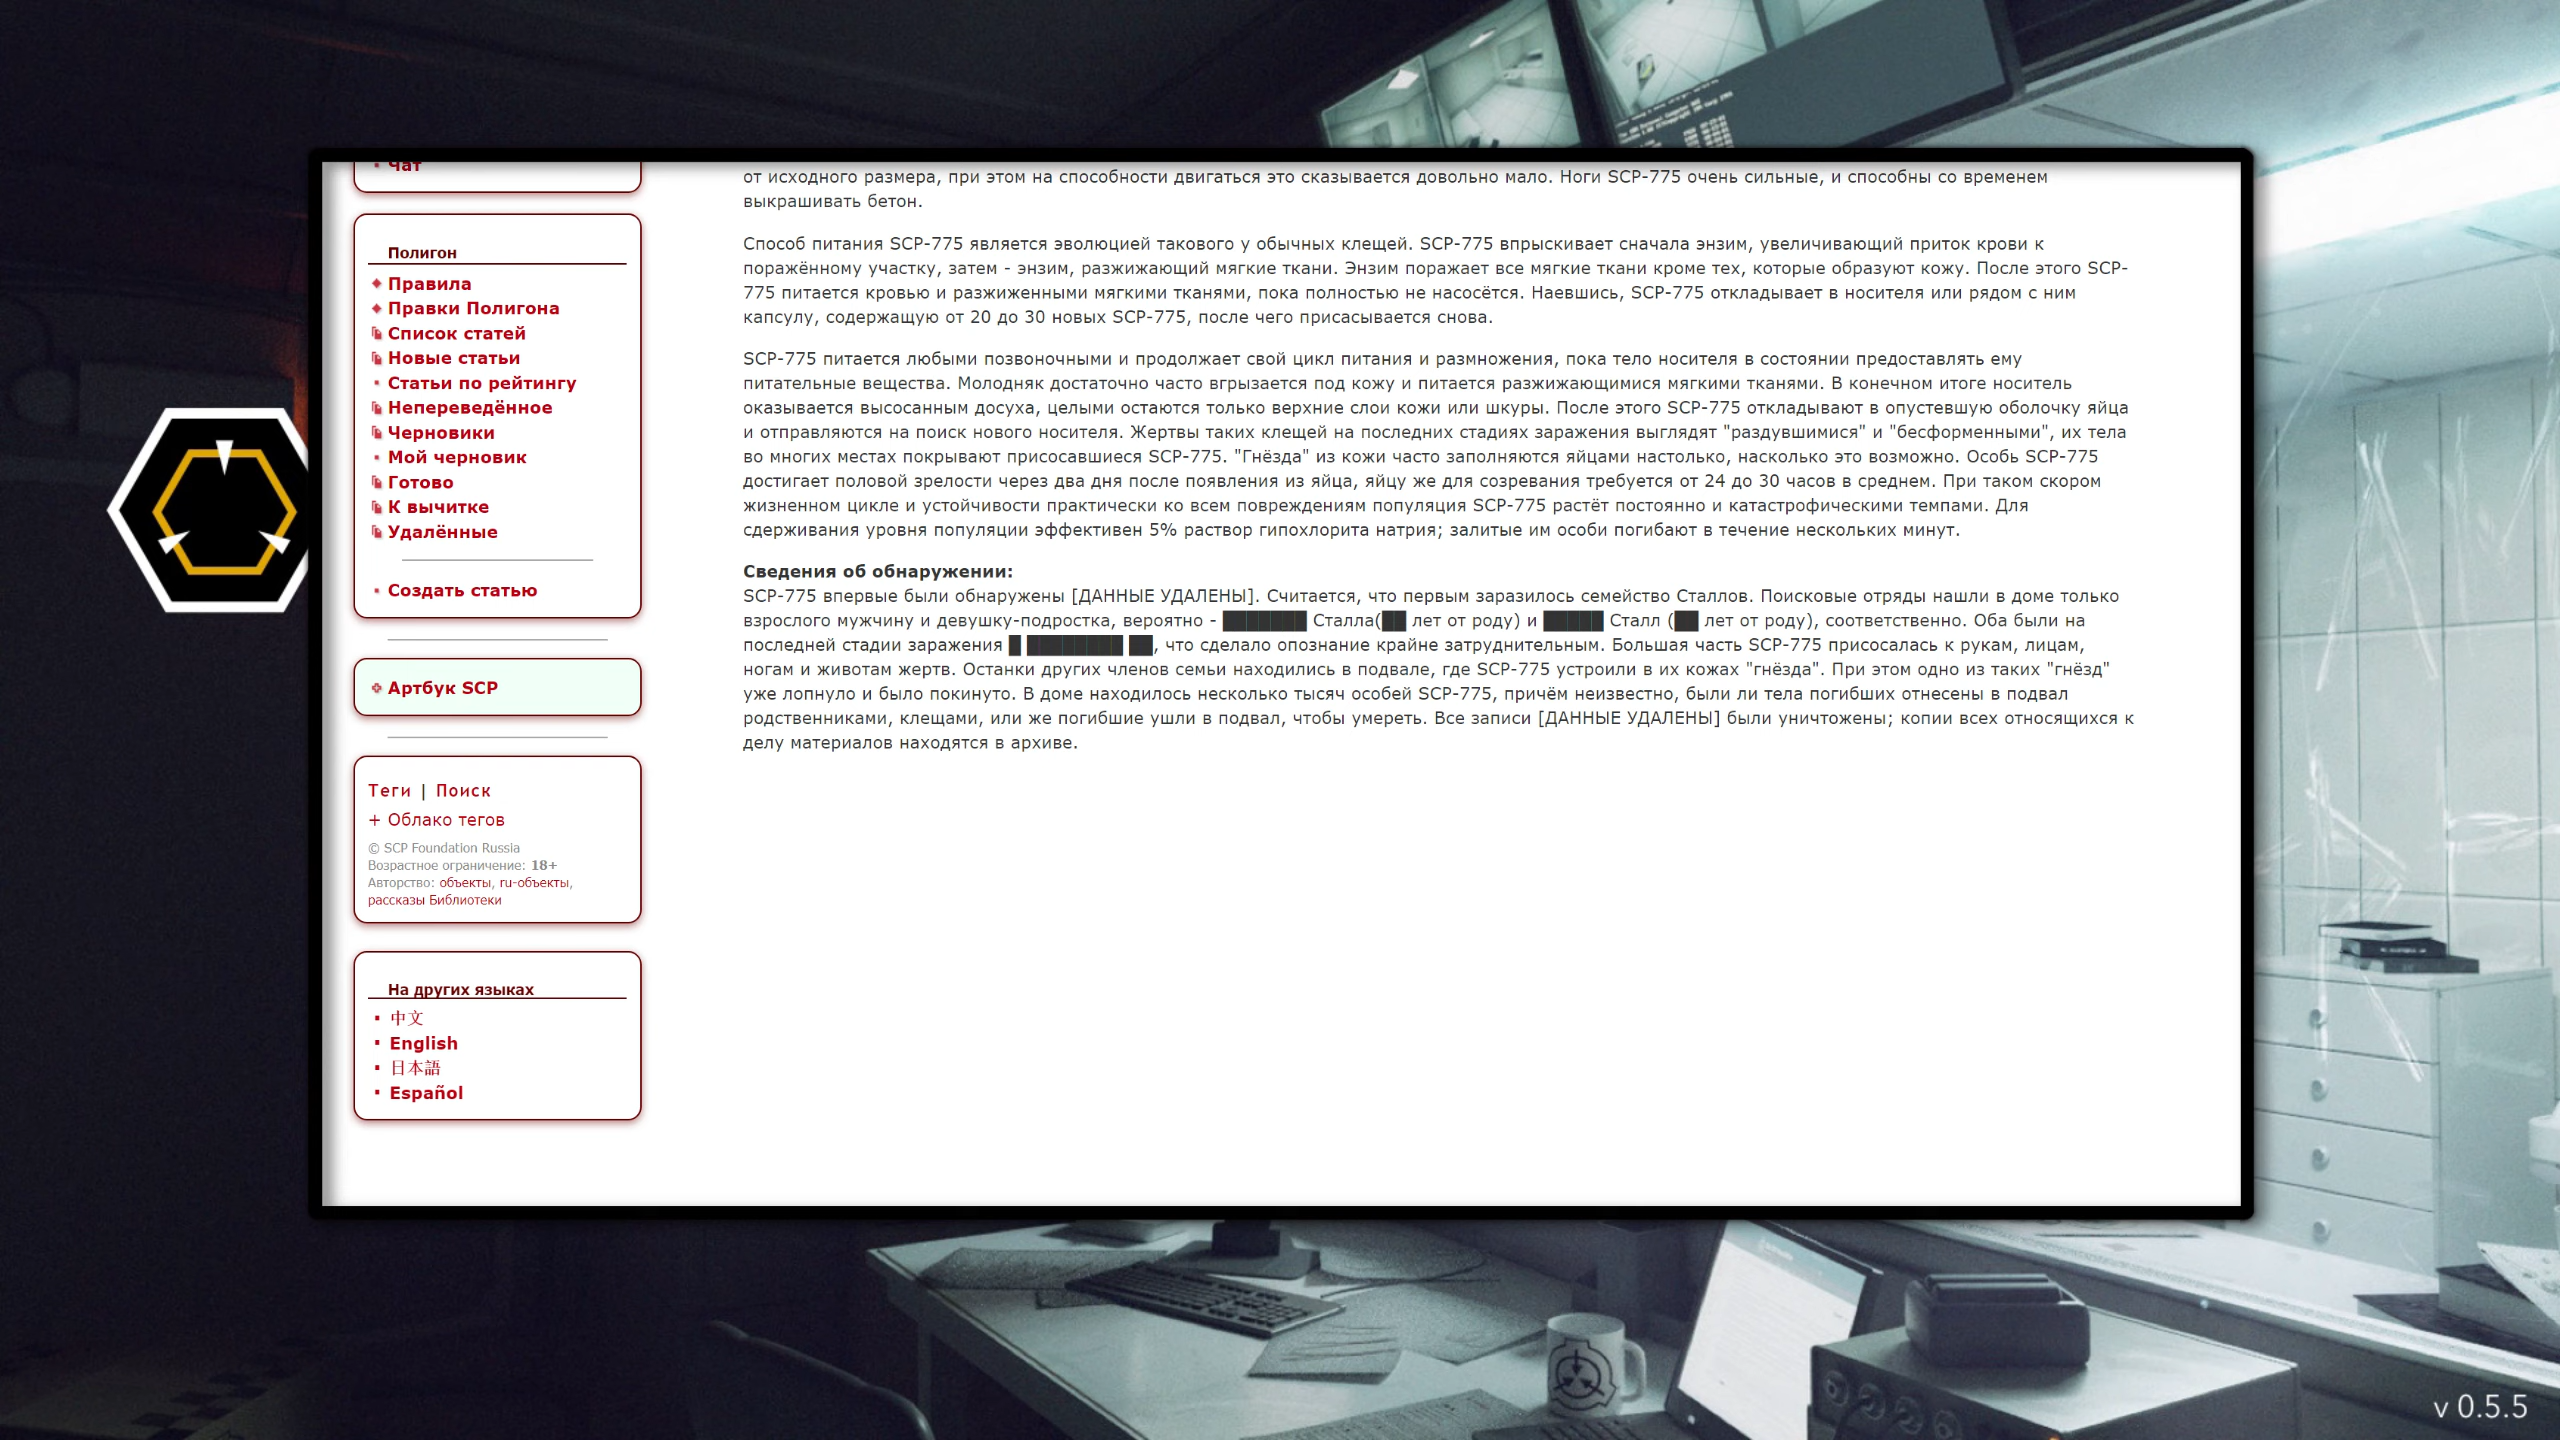 Чат
Полигон
Правила
Правки Полигона
Список статей
Новые статьи
Статьи по рейтингу
Непереведённое
Черновики
Мой черновик
Готово
К вычитке
Удалённые
Создать статью
Артбук SCP
Теги | Поиск
+ Облако тегов
© SCP Foundation Russia
Возрастное ограничение: 18+
Авторство: объекты, ru-объекты,
рассказы Библиотеки
На других языках
中文
English
日本語
Español
от исходного размера, при этом на способности двигаться это сказывается довольно мало. Ноги SCP-775 очень сильные, и способны со временем
выкрашивать бетон.
Способ питания SCP-775 является эволюцией такового у обычных клещей. SCP-775 впрыскивает сначала энзим, увеличивающий приток крови к
поражённому участку, затем - энзим, разжижающий мягкие ткани. Энзим поражает все мягкие ткани кроме тех, которые образуют кожу. После этого SCP-
775 питается кровью и разжиженными мягкими тканями, пока полностью не насосётся. Наевшись, SCP-775 откладывает в носителя или рядом с ним
капсулу, содержащую от 20 до 30 новых SCP-775, после чего присасывается снова.
SCP-775 питается любыми позвоночными и продолжает свой цикл питания и размножения, пока тело носителя в состоянии предоставлять ему
питательные вещества. Молодняк достаточно часто вгрызается под кожу и питается разжижающимися мягкими тканями. В конечном итоге носитель
оказывается высосанным досуха, целыми остаются только верхние слои кожи или шкуры. После этого SCP-775 откладывают в опустевшую оболочку яйца
и отправляются на поиск нового носителя. Жертвы таких клещей на последних стадиях заражения выглядят "раздувшимися" и "бесформенными", их тела
во многих местах покрывают присосавшиеся SCP-775. "Гнёзда" из кожи часто заполняются яйцами настолько, насколько это возможно. Особь SCP-775
достигает половой зрелости через два дня после появления из яйца, яйцу же для созревания требуется от 24 до 30 часов в среднем. При таком скором
жизненном цикле и устойчивости практически ко всем повреждениям популяция SCP-775 растёт постоянно и катастрофическими темпами. Для
сдерживания уровня популяции эффективен 5% раствор гипохлорита натрия; залитые им особи погибают в течение нескольких минут.
Сведения об обнаружении:
SCP-775 впервые были обнаружены [ДАННЫЕ УДАЛЕНЫ]. Считается, что первым заразилось семейство Сталлов. Поисковые отряды нашли в доме только
взрослого мужчину и девушку-подростка, вероятно - ███████ Сталла(██ лет от роду) и █████ Сталл (██ лет от роду), соответственно. Оба были на
последней стадии заражения █ ████████ ██, что сделало опознание крайне затруднительным. Большая часть SCP-775 присосалась к рукам, лицам,
ногам и животам жертв. Останки других членов семьи находились в подвале, где SCP-775 устроили в их кожах "гнёзда". При этом одно из таких "гнёзд"
уже лопнуло и было покинуто. В доме находилось несколько тысяч особей SCP-775, причём неизвестно, были ли тела погибших отнесены в подвал
родственниками, клещами, или же погибшие ушли в подвал, чтобы умереть. Все записи [ДАННЫЕ УДАЛЕНЫ] были уничтожены; копии всех относящихся к
делу материалов находятся в архиве.
v 0.5.5